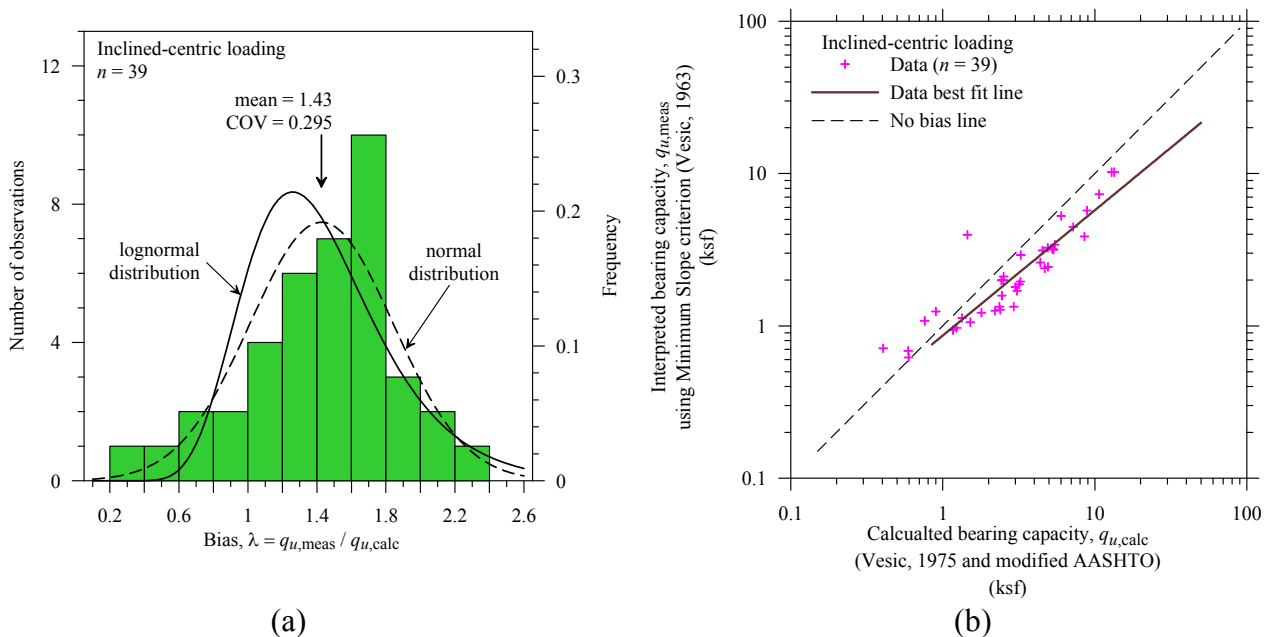 Inclined-centric loading
n = 39
mean = 1.43
COV = 0.295
lognormal
distribution
normal
distribution
Number of observations
Frequency
12
8
4
0
0.3
0.2
0.1
0
0.2 0.6 1 1.4 1.8 2.2 2.6
Bias, λ = qu,meas / qu,calc
(a)
Inclined-centric loading
Data (n = 39)
Data best fit line
No bias line
Interpreted bearing capacity, qu,meas
using Minimum Slope criterion (Vesic, 1963)
(ksf)
100
10
1
0.1
0.1 1 10 100
Calcualted bearing capacity, qu,calc
(Vesic, 1975 and modified AASHTO)
(ksf)
(b)